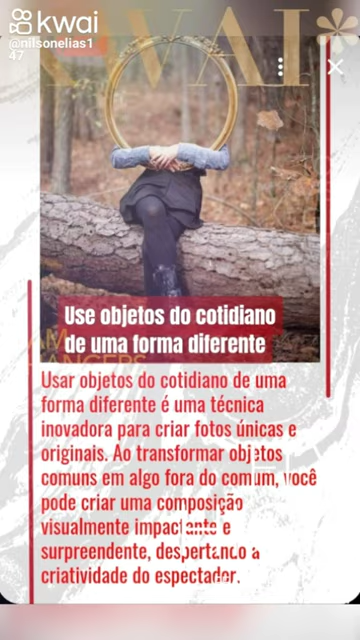 kwai
@nilsonelias1
47
KWAI
Use objetos do cotidiano
de uma forma diferente
Usar objetos do cotidiano de uma
forma diferente é uma técnica
inovadora para criar fotos únicas e
originais. Ao transformar objetos
comuns em algo fora do comum, você
pode criar uma composição
visualmente impactante e
surpreendente, despertando a
criatividade do espectador.